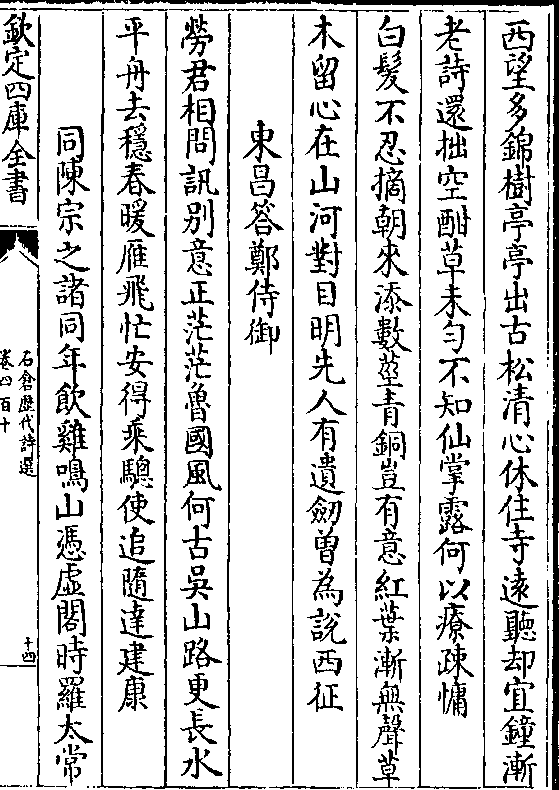 西望多錦樹亭亭出古松清心休住寺遠聽却宜鐘漸
老詩還拙空酣草未勻不知仙掌露何以療疎慵
白髮不忍摘朝來添數莖青銅豈有意紅葉漸無聲草
木留心在山河對目明先人有遺劒曽為說西征
東昌答鄭侍御
勞君相問訊别意正茫茫魯國風何古吳山路更長水
平舟去穩春暖雁飛忙安得乘驄使追隨達建康
同陳宗之諸同年飲雞鳴山憑虛閣時羅太常
欽定四庫全書
石倉歴代詩選
卷四百十
十四